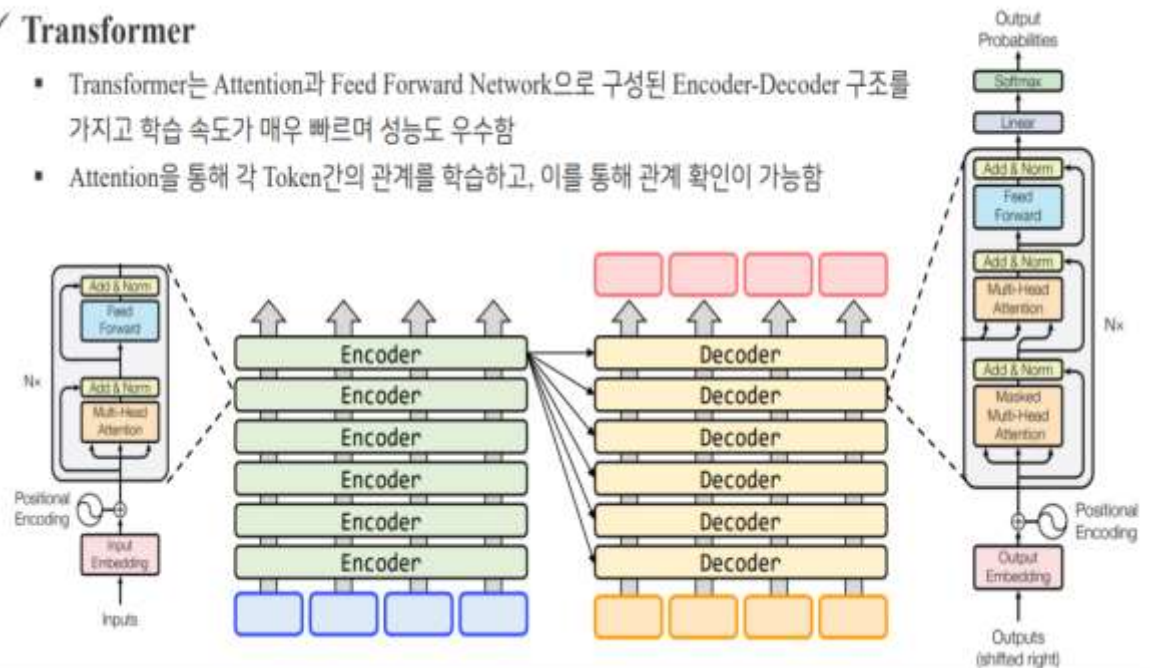 ✓ Transformer
▪ Transformer는 Attention과 Feed Forward Network으로 구성된 Encoder-Decoder 구조를
가지고 학습 속도가 매우 빠르며 성능도 우수함
▪ Attention을 통해 각 Token간의 관계를 학습하고, 이를 통해 관계 확인이 가능함
Add & Norm
Feed
Forward
Nx
Add & Norm
Multi-Head
Attention
Positional
Encoding
Input
Embedding
Inputs
Encoder
Encoder
Encoder
Encoder
Encoder
Encoder
Decoder
Decoder
Decoder
Decoder
Decoder
Decoder
Output
Probabilities
Softmax
Linear
Add & Norm
Feed
Forward
Add & Norm
Multi-Head
Attention
Nx
Add & Norm
Masked
Multi-Head
Attention
Positional
Encoding
Output
Embedding
Outputs
(shifted right)